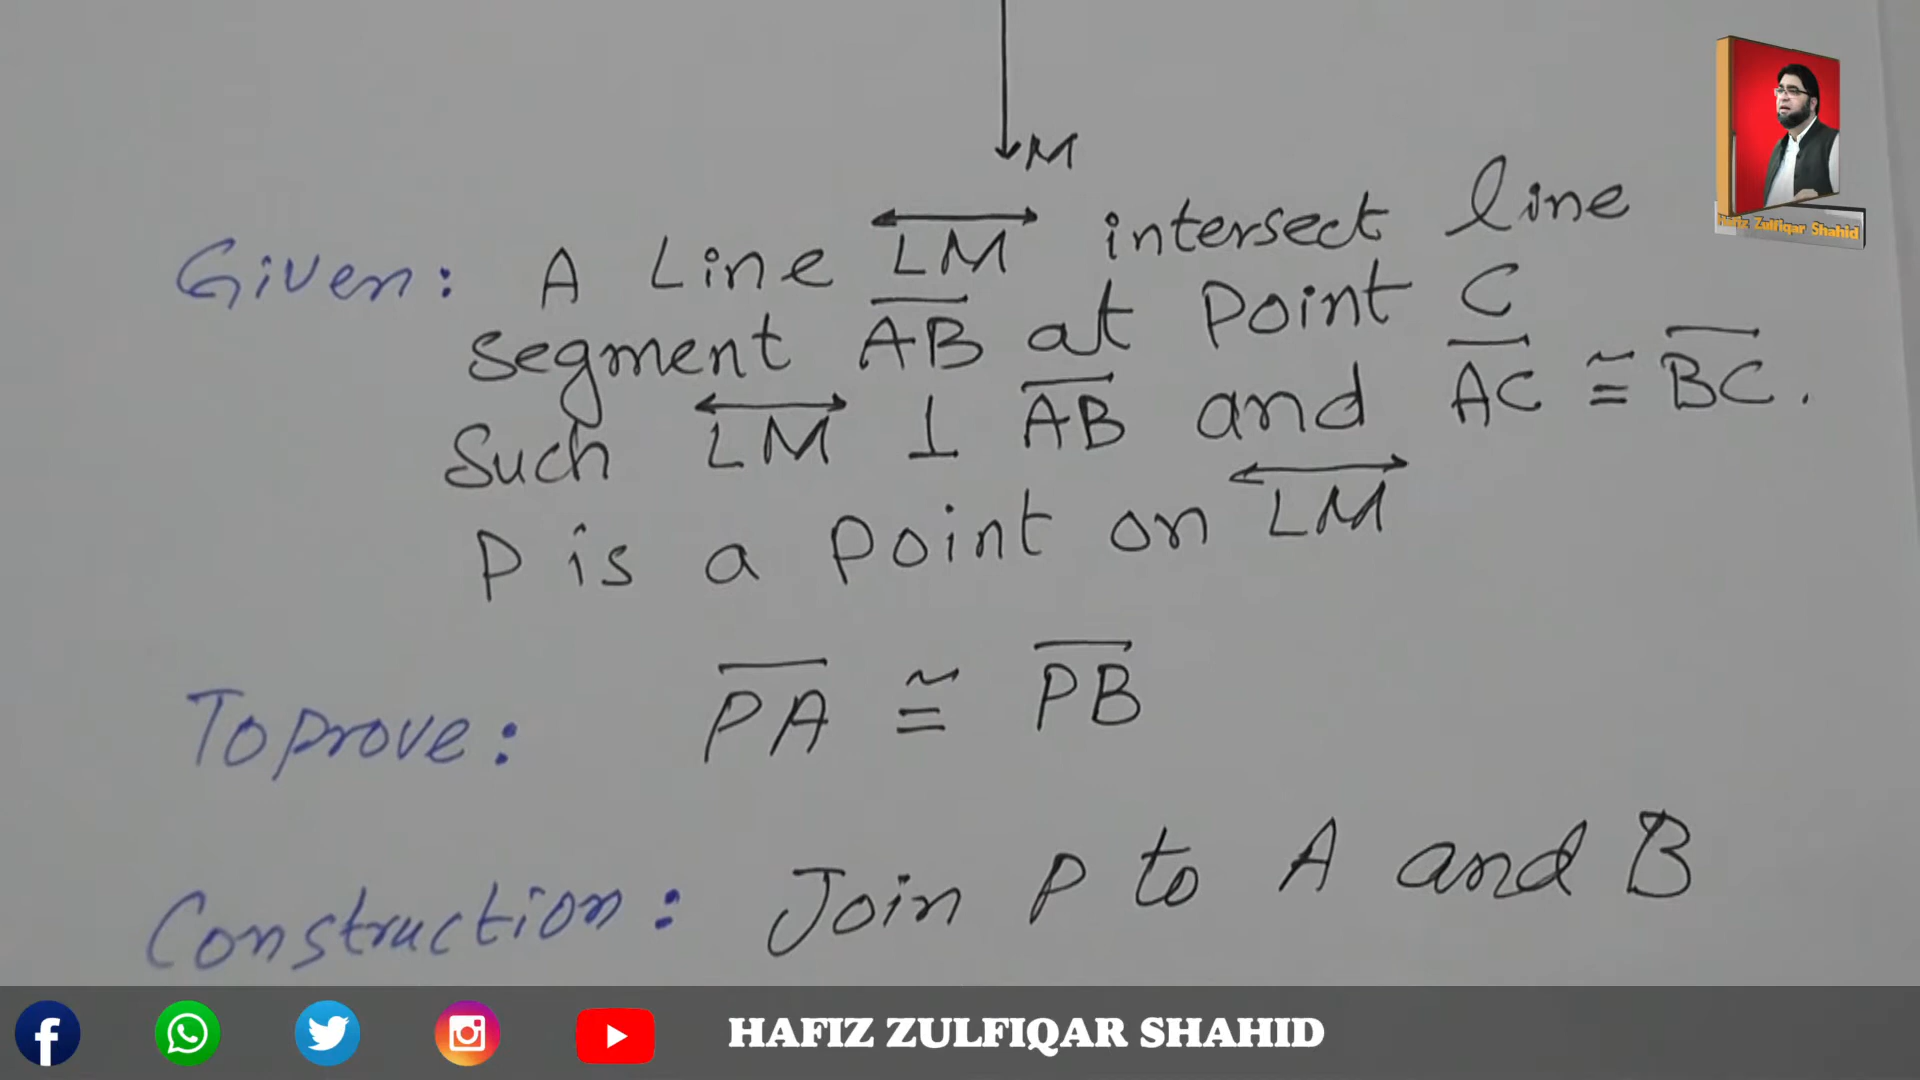 M
Hafiz Zulfiqar Shahid
Given: A Line LM intersect line
segment AB at Point C
Such LM ⊥ AB and AC ≅ BC.
P is a Point on LM
To prove: PA ≅ PB
Construction: Join P to A and B
HAFIZ ZULFIQAR SHAHID